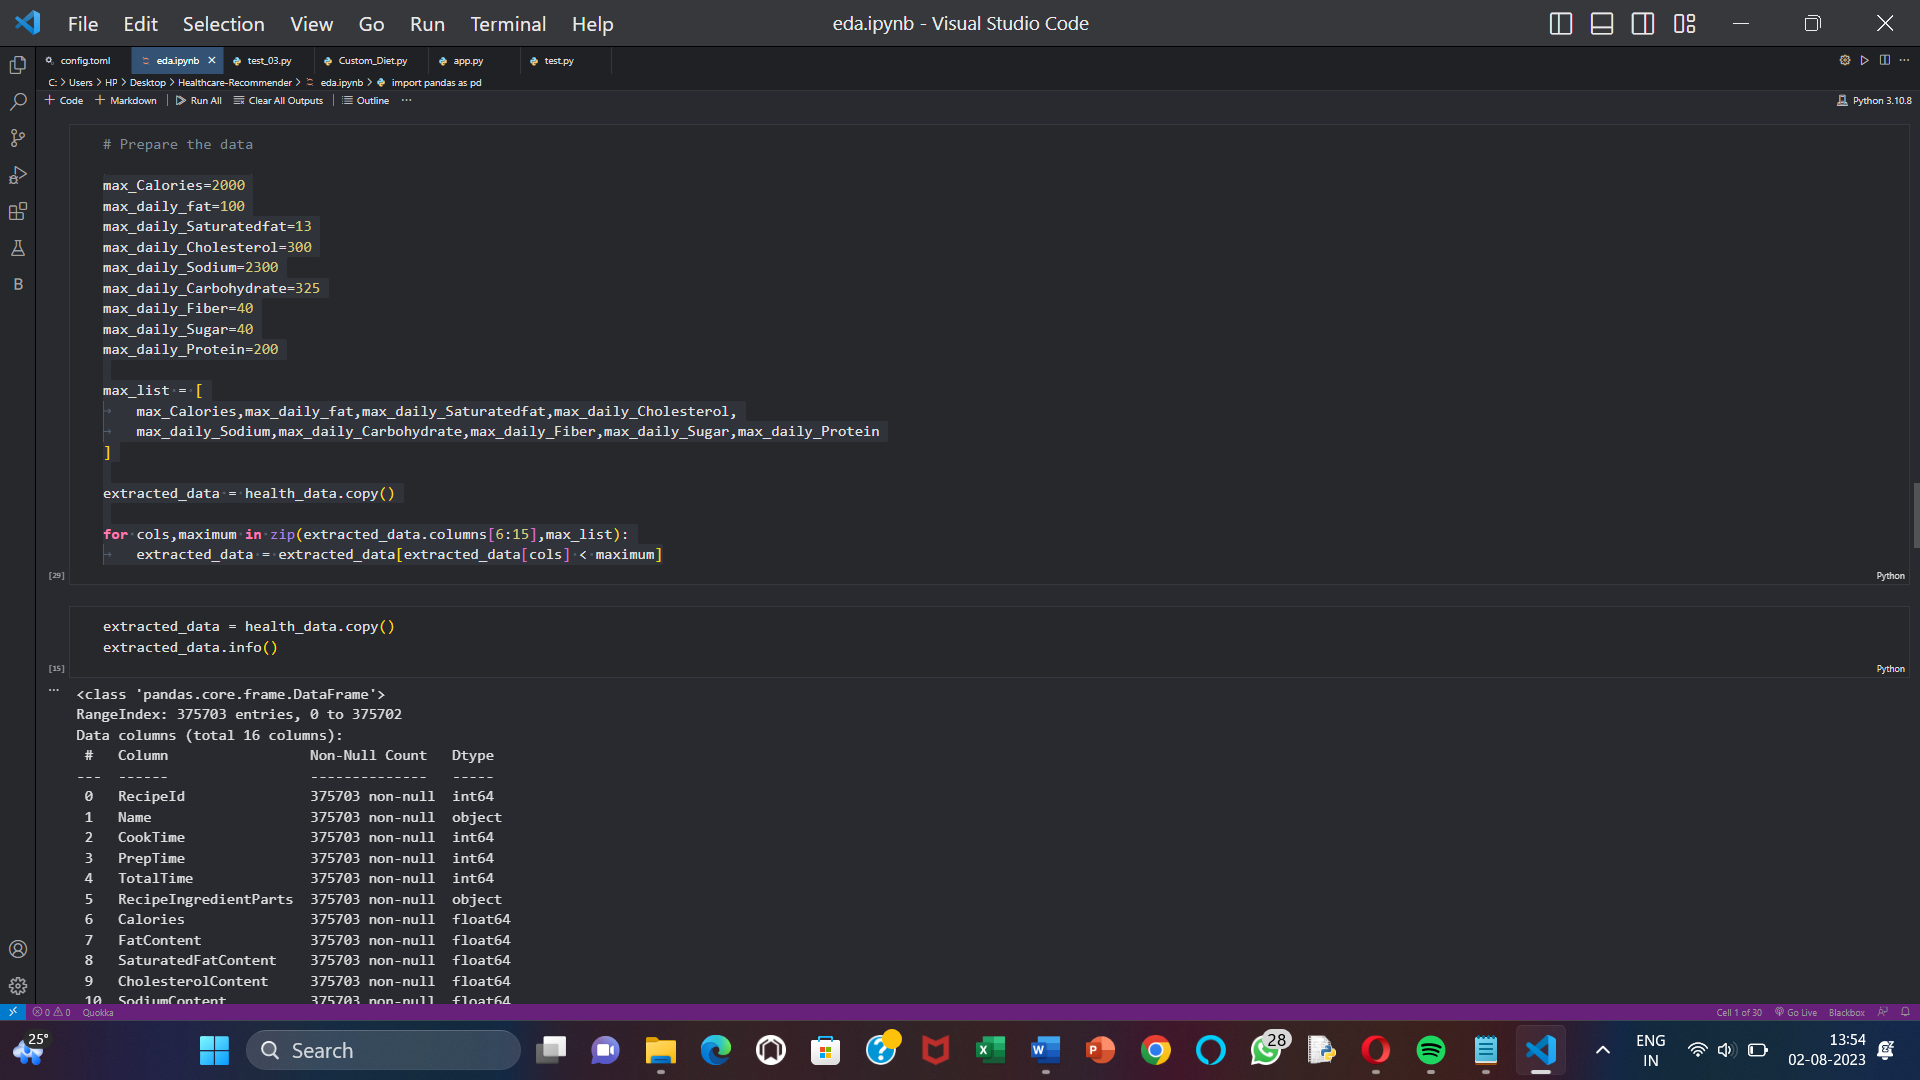 File Edit Selection View Go Run Terminal Help
eda.ipynb - Visual Studio Code
config.toml eda.ipynb test_03.py Custom_Diet.py app.py test.py
C: > Users > HP > Desktop > Healthcare-Recommender > eda.ipynb > import pandas as pd
+ Code + Markdown Run All Clear All Outputs Outline ...
Python 3.10.8
# Prepare the data
max_Calories=2000
max_daily_fat=100
max_daily_Saturatedfat=13
max_daily_Cholesterol=300
max_daily_Sodium=2300
max_daily_Carbohydrate=325
max_daily_Fiber=40
max_daily_Sugar=40
max_daily_Protein=200
max_list = [
max_Calories,max_daily_fat,max_daily_Saturatedfat,max_daily_Cholesterol,
max_daily_Sodium,max_daily_Carbohydrate,max_daily_Fiber,max_daily_Sugar,max_daily_Protein
]
extracted_data = health_data.copy()
for cols,maximum in zip(extracted_data.columns[6:15],max_list):
extracted_data = extracted_data[extracted_data[cols] < maximum]
[29]
Python
extracted_data = health_data.copy()
extracted_data.info()
[15]
Python
...
<class 'pandas.core.frame.DataFrame'>
RangeIndex: 375703 entries, 0 to 375702
Data columns (total 16 columns):
# Column Non-Null Count Dtype
--- ------ -------------- -----
0 RecipeId 375703 non-null int64
1 Name 375703 non-null object
2 CookTime 375703 non-null int64
3 PrepTime 375703 non-null int64
4 TotalTime 375703 non-null int64
5 RecipeIngredientParts 375703 non-null object
6 Calories 375703 non-null float64
7 FatContent 375703 non-null float64
8 SaturatedFatContent 375703 non-null float64
9 CholesterolContent 375703 non-null float64
10 SodiumContent 375703 non-null float64
0 0 Quokka
Cell 1 of 30 Go Live Blackbox
25°
Search
28
ENG
IN
13:54
02-08-2023